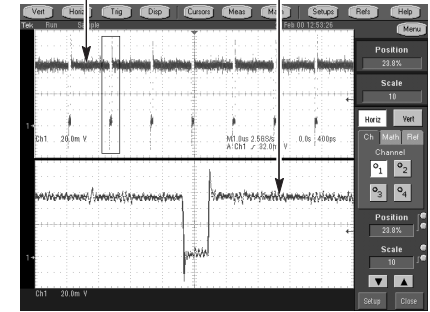 Vert Horiz Trig Disp Cursors Meas Math Setups Refs Help
Tek Run Sample Feb 00 12:53:26
Menu
Position
23.8%
Scale
10
Horiz Vert
Ch Math Ref
Channel
1 2
3 4
1
Ch1 20.0m V M1.0us 2.5GS/s 0.0s 400ps
A Ch1 32.0m V
Position
23.8%
Scale
10
1
Ch1 20.0m V
Setup Close